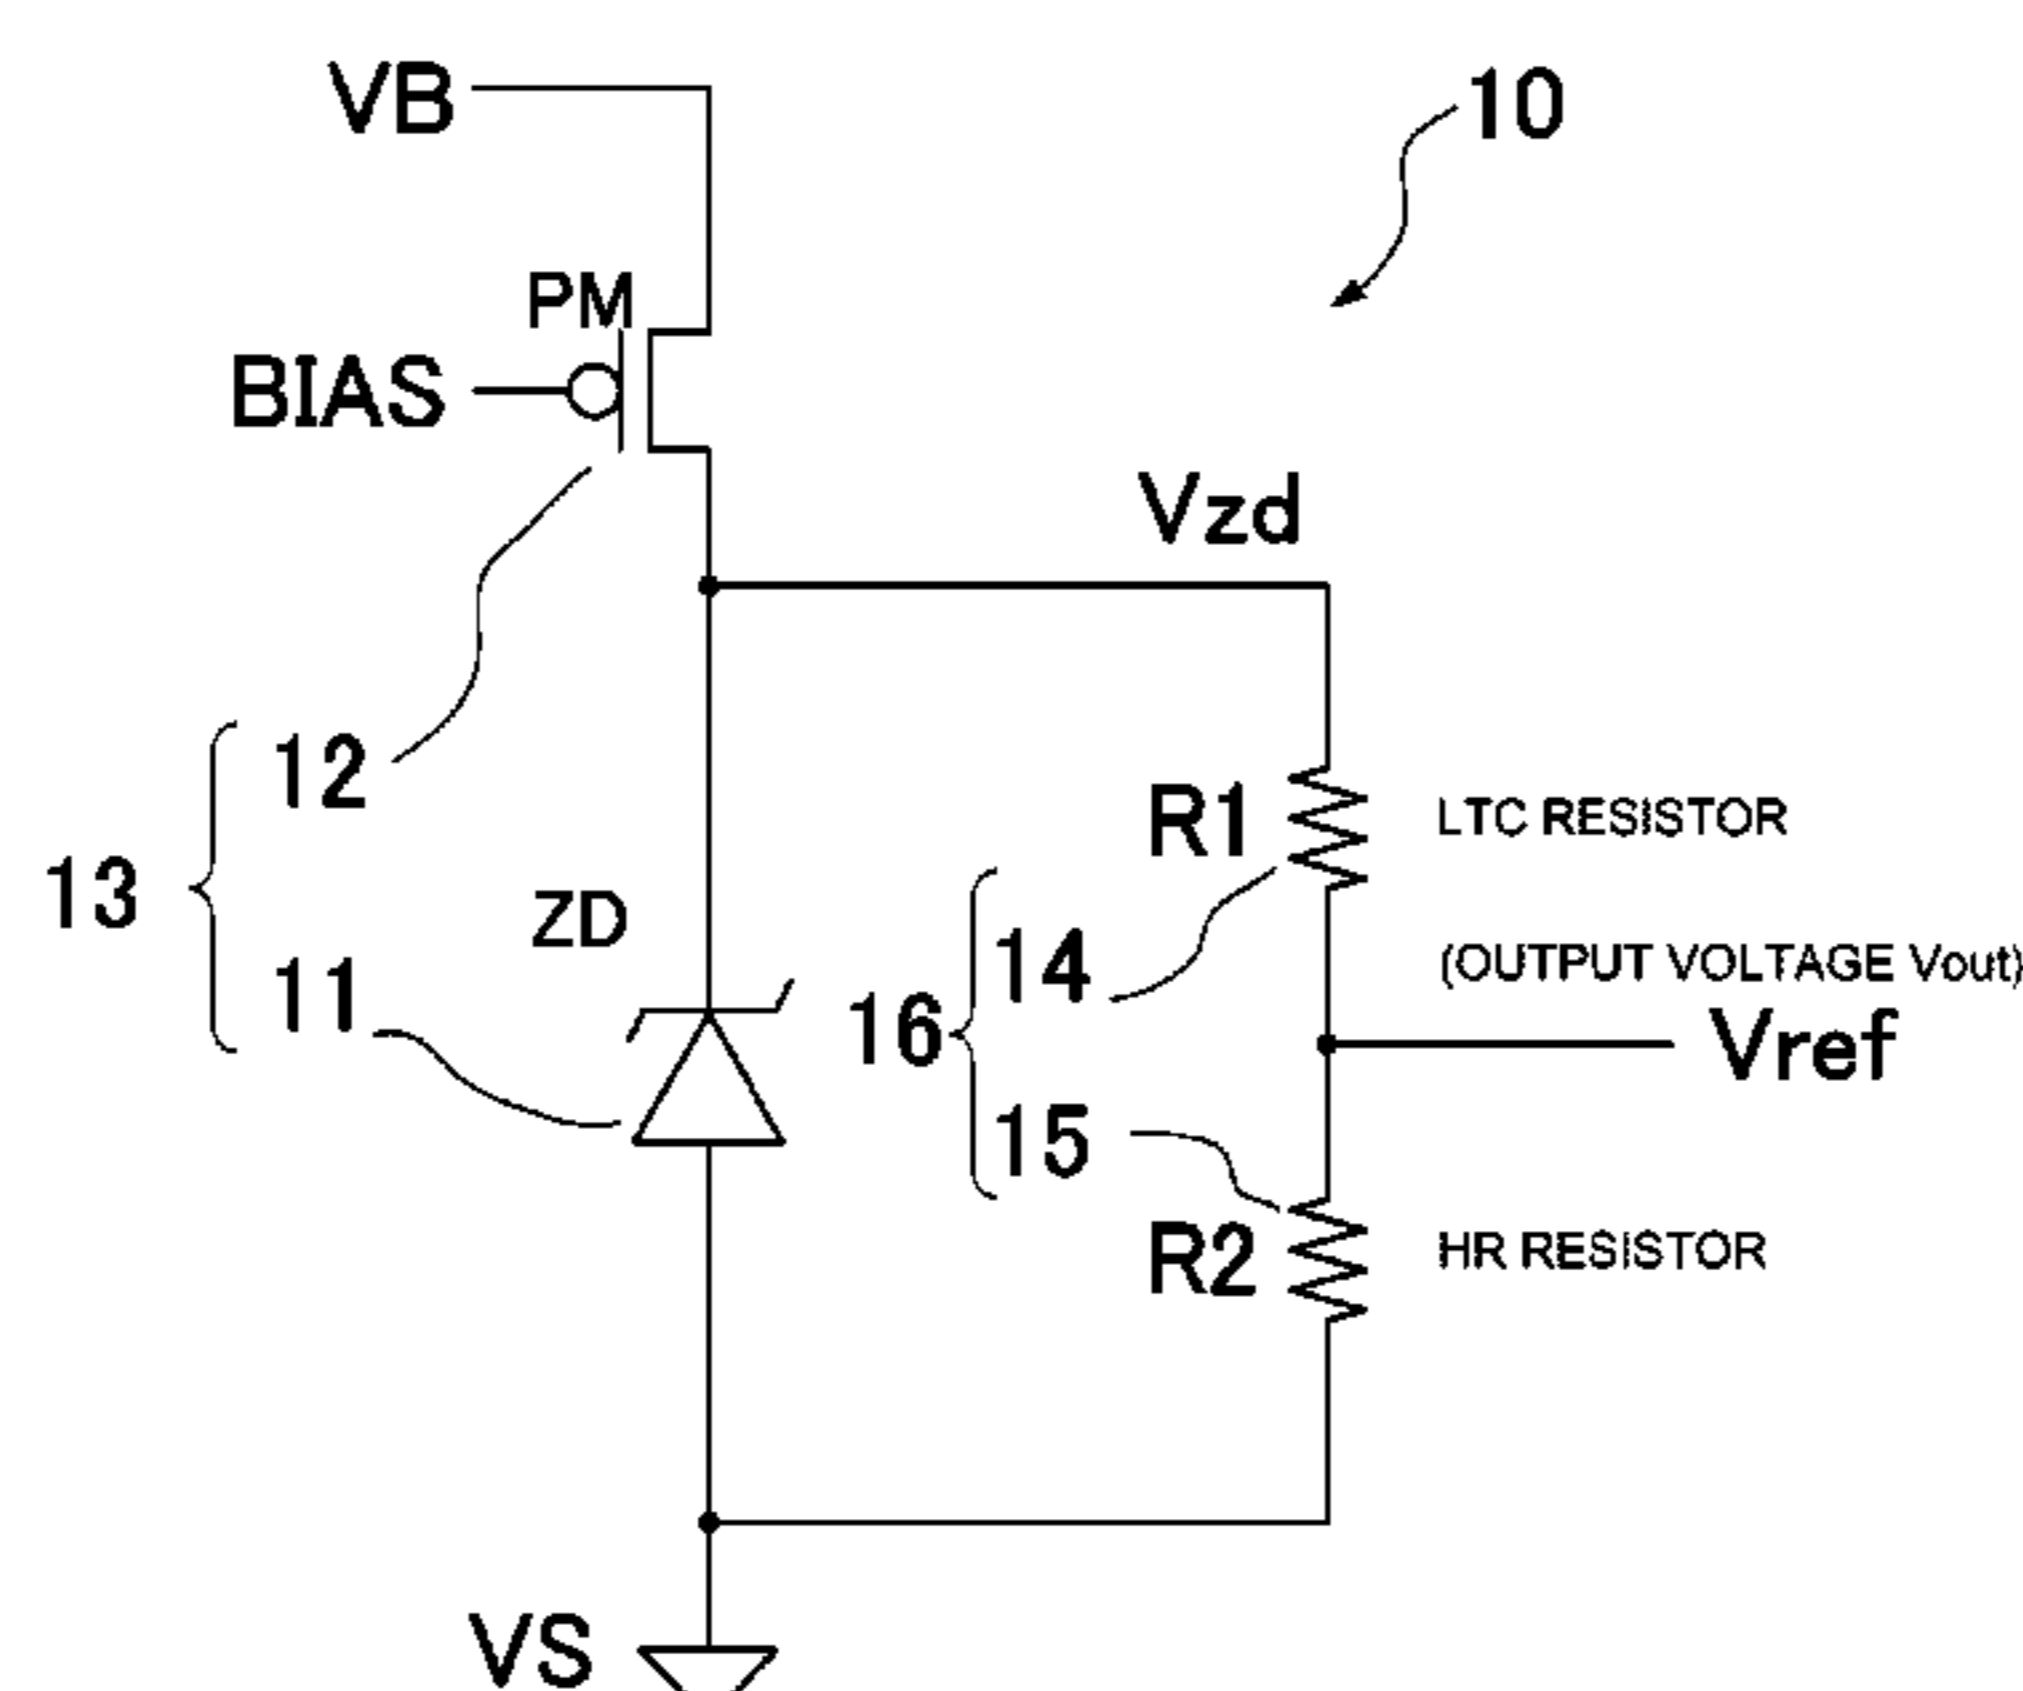 VB
10
PM
BIAS
Vzd
12
13
R1
LTC RESISTOR
ZD
14
(OUTPUT VOLTAGE Vout)
11
16
Vref
15
R2
HR RESISTOR
VS